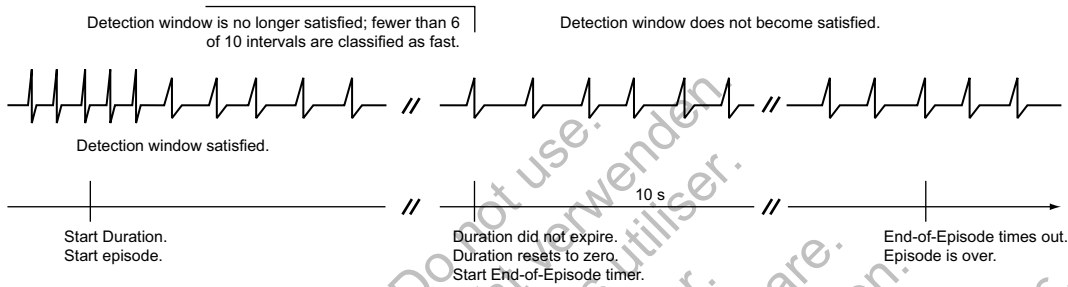 Detection window is no longer satisfied; fewer than 6
of 10 intervals are classified as fast.
Detection window does not become satisfied.
Detection window satisfied.
10 s
Start Duration.
Start episode.
Duration did not expire.
Duration resets to zero.
Start End-of-Episode timer.
End-of-Episode times out.
Episode is over.
Do not use.
verwenden.
utiliser.